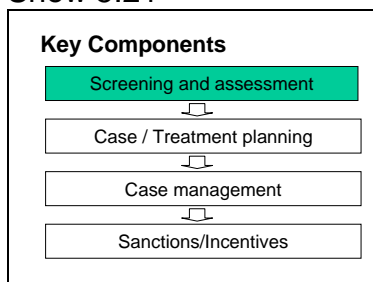 Key Components
Screening and assessment
Case / Treatment planning
Case management
Sanctions/Incentives